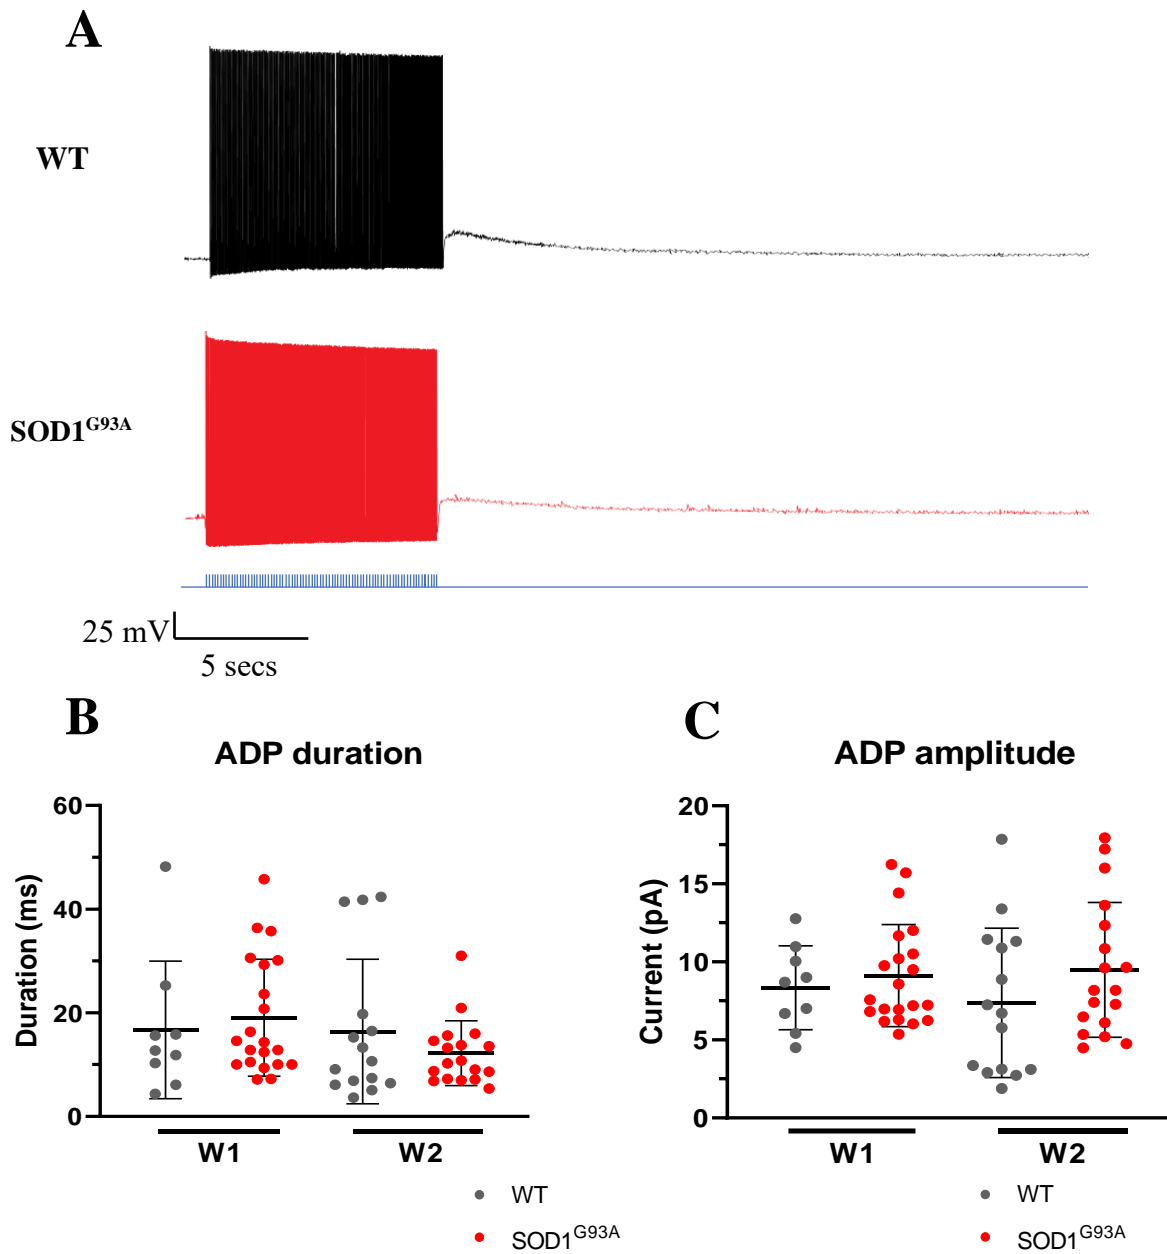 A
WT
SOD1G93A
25 mV
5 secs
B
ADP duration
Duration (ms)
60
40
20
0
W1
W2
WT
SOD1G93A
C
ADP amplitude
Current (pA)
20
15
10
5
0
W1
W2
WT
SOD1G93A